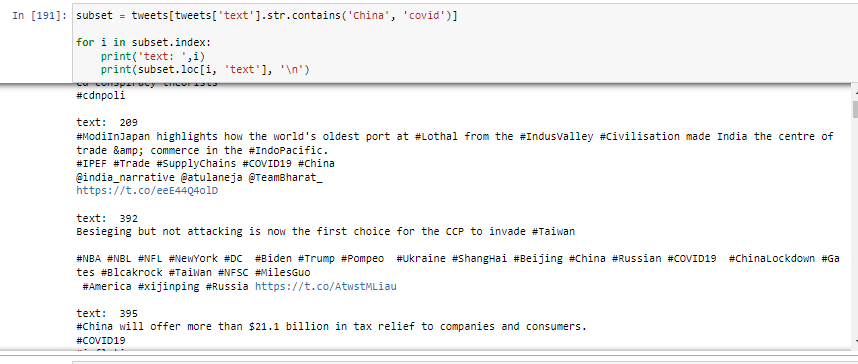 In [191]: subset = tweets[tweets['text'].str.contains('China', 'covid')]
for i in subset.index:
print('text: ',i)
print(subset.loc[i, 'text'], '\n')
ed conspiracy theorists
#cdnpoli
text:  209
#ModiInJapan highlights how the world's oldest port at #Lothal from the #IndusValley #Civilisation made India the centre of
trade &amp; commerce in the #IndoPacific.
#IPEF #Trade #SupplyChains #COVID19 #China
@india_narrative @atulaneja @TeamBharat_
https://t.co/eeE44Q4olD
text:  392
Besieging but not attacking is now the first choice for the CCP to invade #Taiwan
#NBA #NBL #NFL #NewYork #DC  #Biden #Trump #Pompeo  #Ukraine #ShangHai #Beijing #China #Russian #COVID19  #ChinaLockdown #Ga
tes #Blcakrock #TaiWan #NFSC #MilesGuo
#America #xijinping #Russia https://t.co/AtwstMLiau
text:  395
#China will offer more than $21.1 billion in tax relief to companies and consumers.
#COVID19